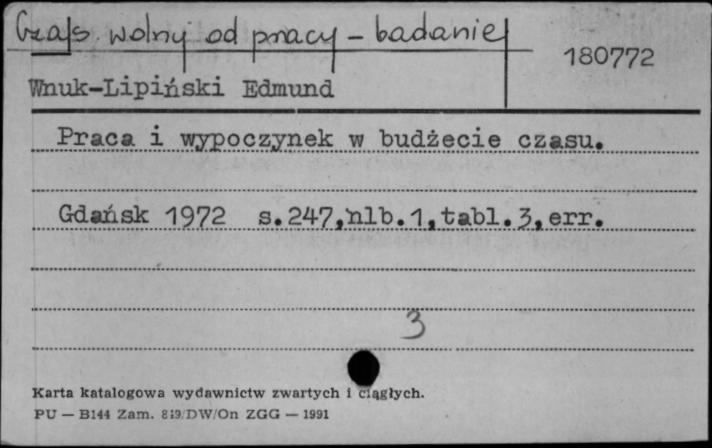 Czas wolny od pracy - badanie
180772
Wnuk-Lipiński Edmund
Praca i wypoczynek w budżecie czasu.
Gdańsk 1972 s.247,nlb.1,tabl.3,err.
3
Karta katalogowa wydawnictw zwartych i ciągłych.
PU — B144 Zam. 819/DW/On ZGG — 1991